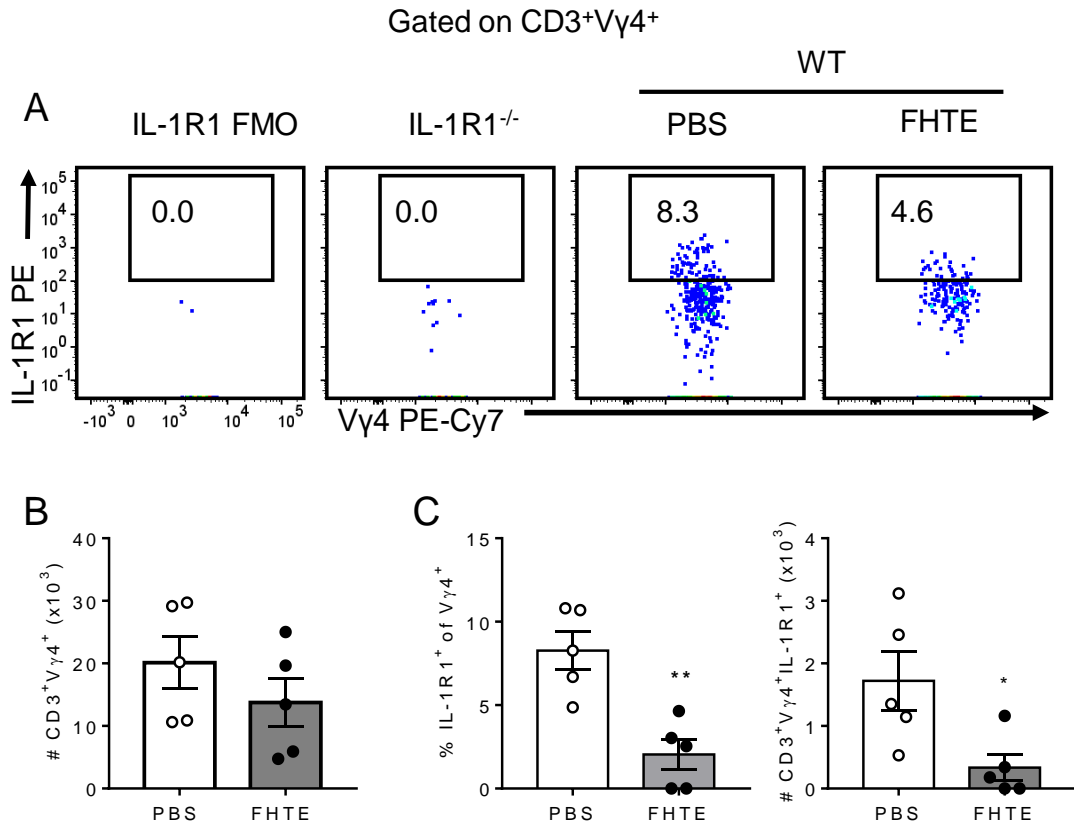 Gated on CD3⁺Vγ4⁺
WT
A
IL-1R1 FMO
IL-1R1⁻/⁻
PBS
FHTE
IL-1R1 PE
10⁵
10⁴
10³
10²
10¹
10⁰
10⁻¹
0.0
0.0
8.3
4.6
-10³ 0 10³ 10⁴ 10⁵
Vγ4 PE-Cy7
B
# CD3⁺Vγ4⁺ (x10³)
40
30
20
10
0
PBS FHTE
C
% IL-1R1⁺ of Vγ4⁺
15
10
5
0
**
PBS FHTE
# CD3⁺Vγ4⁺IL-1R1⁺ (x10³)
4
3
2
1
0
*
PBS FHTE